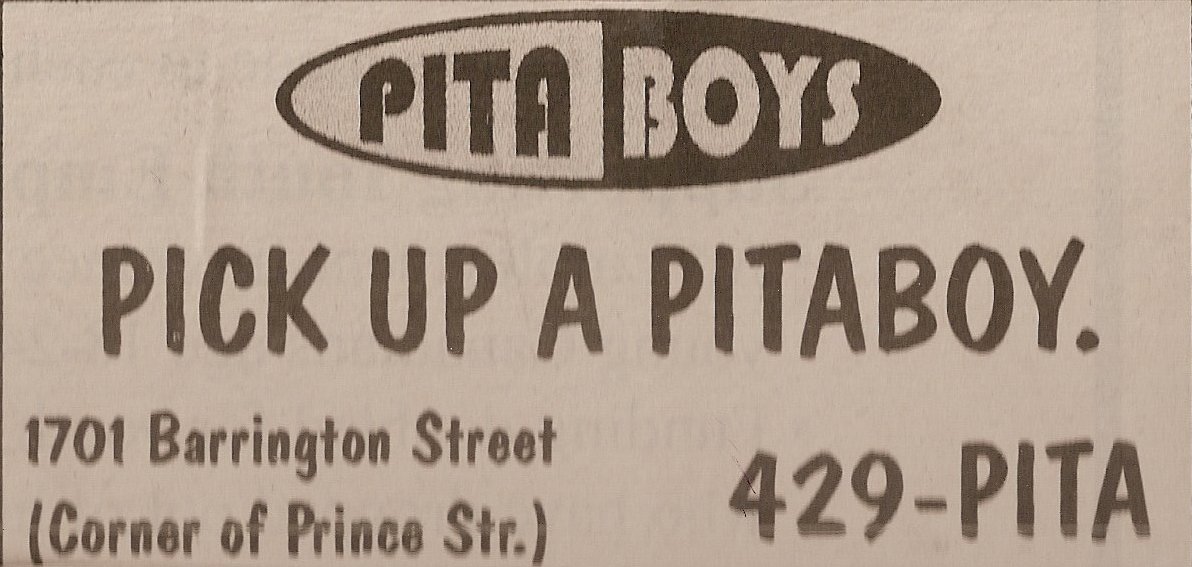 PITA BOYS
PICK UP A PITABOY.
1701 Barrington Street
(Corner of Prince Str.)
429-PITA